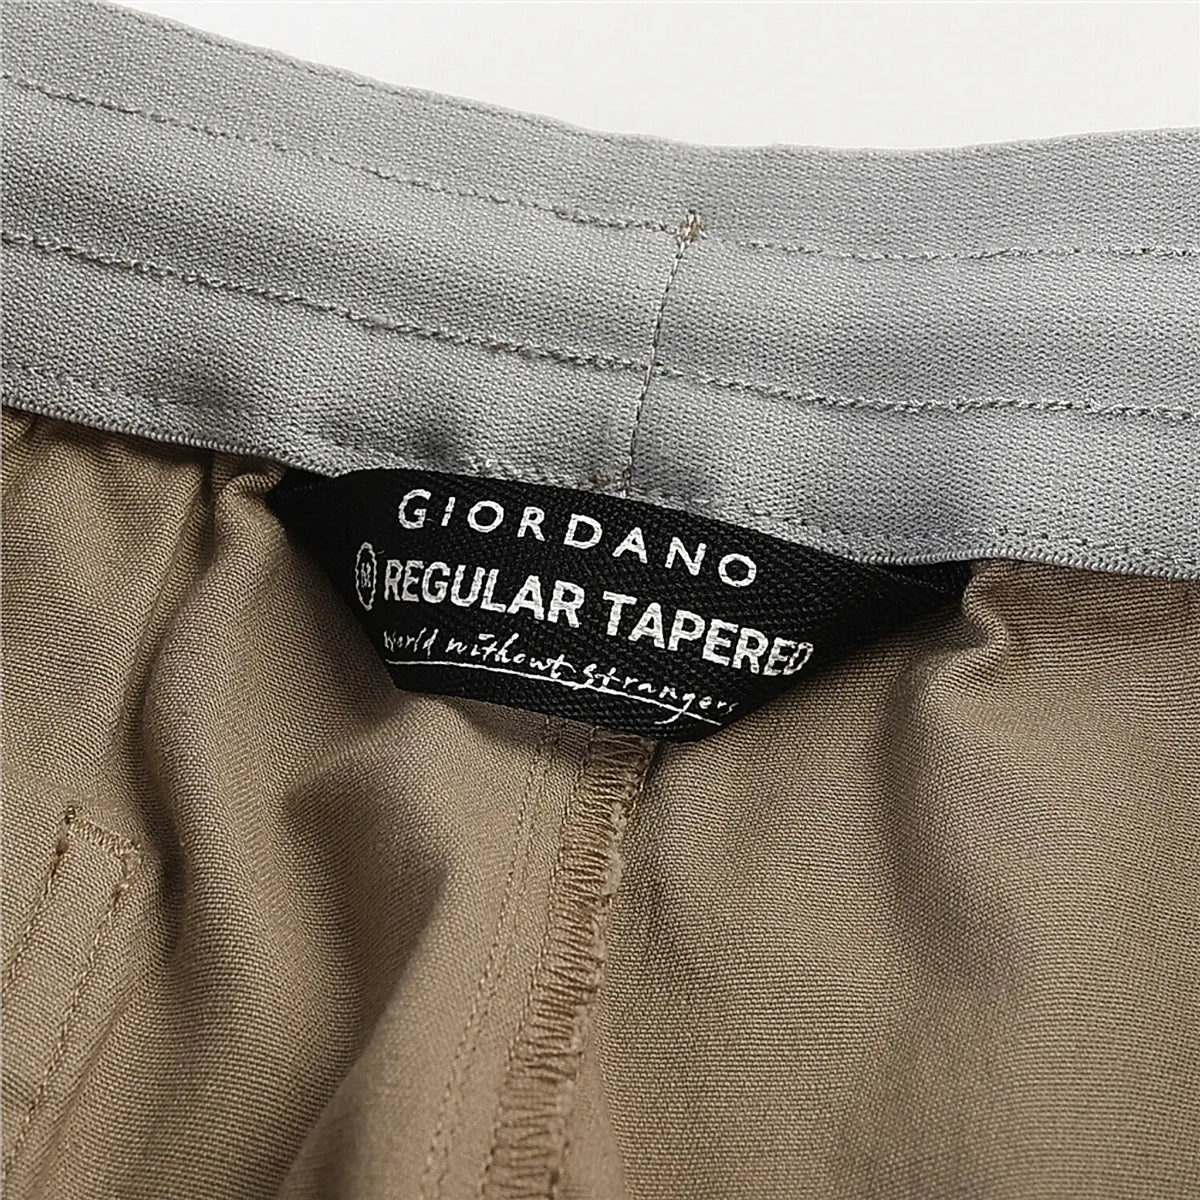 GIORDANO
REGULAR TAPERED
World without strangers